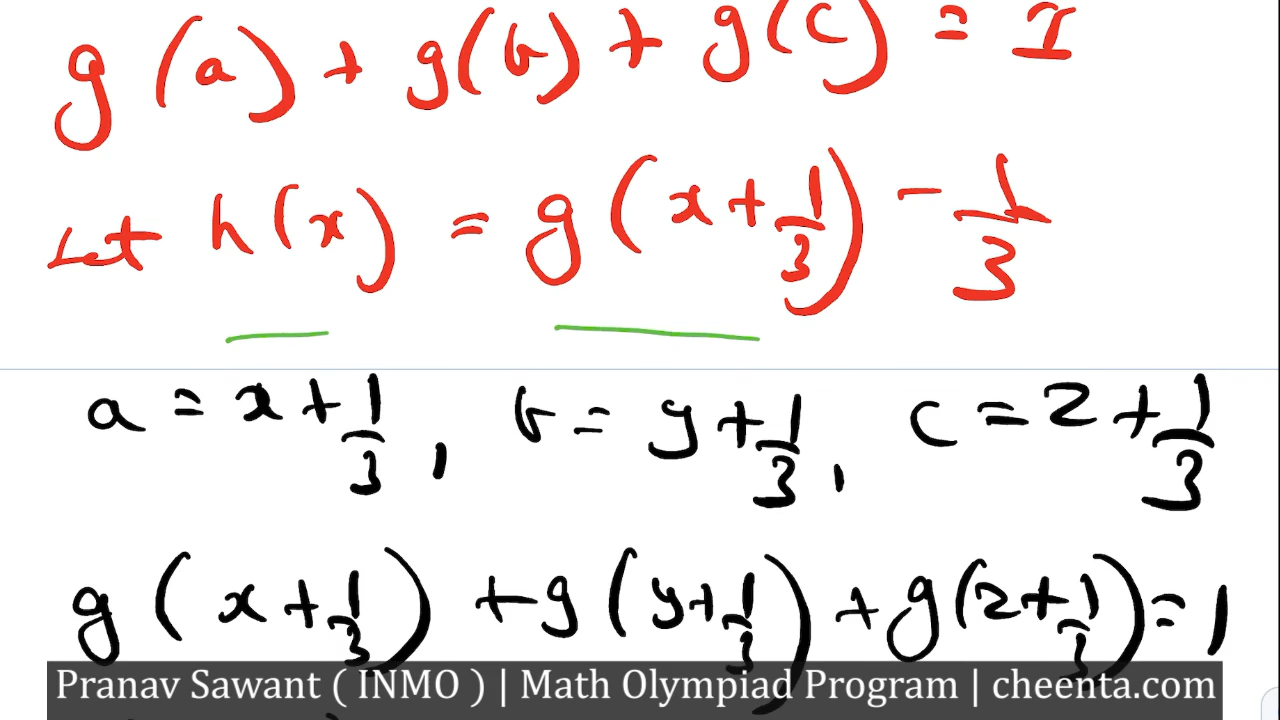 g(a) + g(b) + g(c) = 1
Let h(x) = g(x+1/3) - 1/3
a = x+1/3, b = y+1/3, c = z+1/3
g(x+1/3) + g(y+1/3) + g(z+1/3) = 1
Pranav Sawant ( INMO ) | Math Olympiad Program | cheenta.com